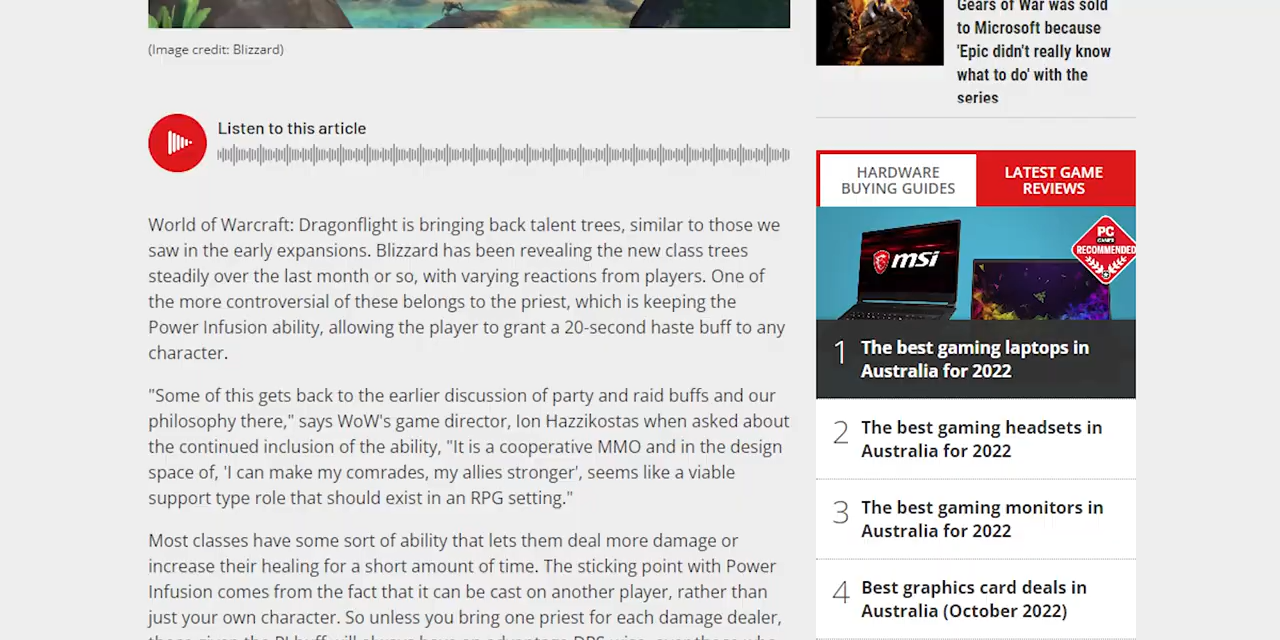 (Image credit: Blizzard)
Listen to this article
World of Warcraft: Dragonflight is bringing back talent trees, similar to those we
saw in the early expansions. Blizzard has been revealing the new class trees
steadily over the last month or so, with varying reactions from players. One of
the more controversial of these belongs to the priest, which is keeping the
Power Infusion ability, allowing the player to grant a 20-second haste buff to any
character.
"Some of this gets back to the earlier discussion of party and raid buffs and our
philosophy there," says WoW's game director, Ion Hazzikostas when asked about
the continued inclusion of the ability, "It is a cooperative MMO and in the design
space of, 'I can make my comrades, my allies stronger', seems like a viable
support type role that should exist in an RPG setting."
Most classes have some sort of ability that lets them deal more damage or
increase their healing for a short amount of time. The sticking point with Power
Infusion comes from the fact that it can be cast on another player, rather than
just your own character. So unless you bring one priest for each damage dealer,
Gears of War was sold
to Microsoft because
'Epic didn't really know
what to do' with the
series
HARDWARE
BUYING GUIDES
LATEST GAME
REVIEWS
msi
PC
GAMER
RECOMMENDED
1 The best gaming laptops in
Australia for 2022
2 The best gaming headsets in
Australia for 2022
3 The best gaming monitors in
Australia for 2022
4 Best graphics card deals in
Australia (October 2022)